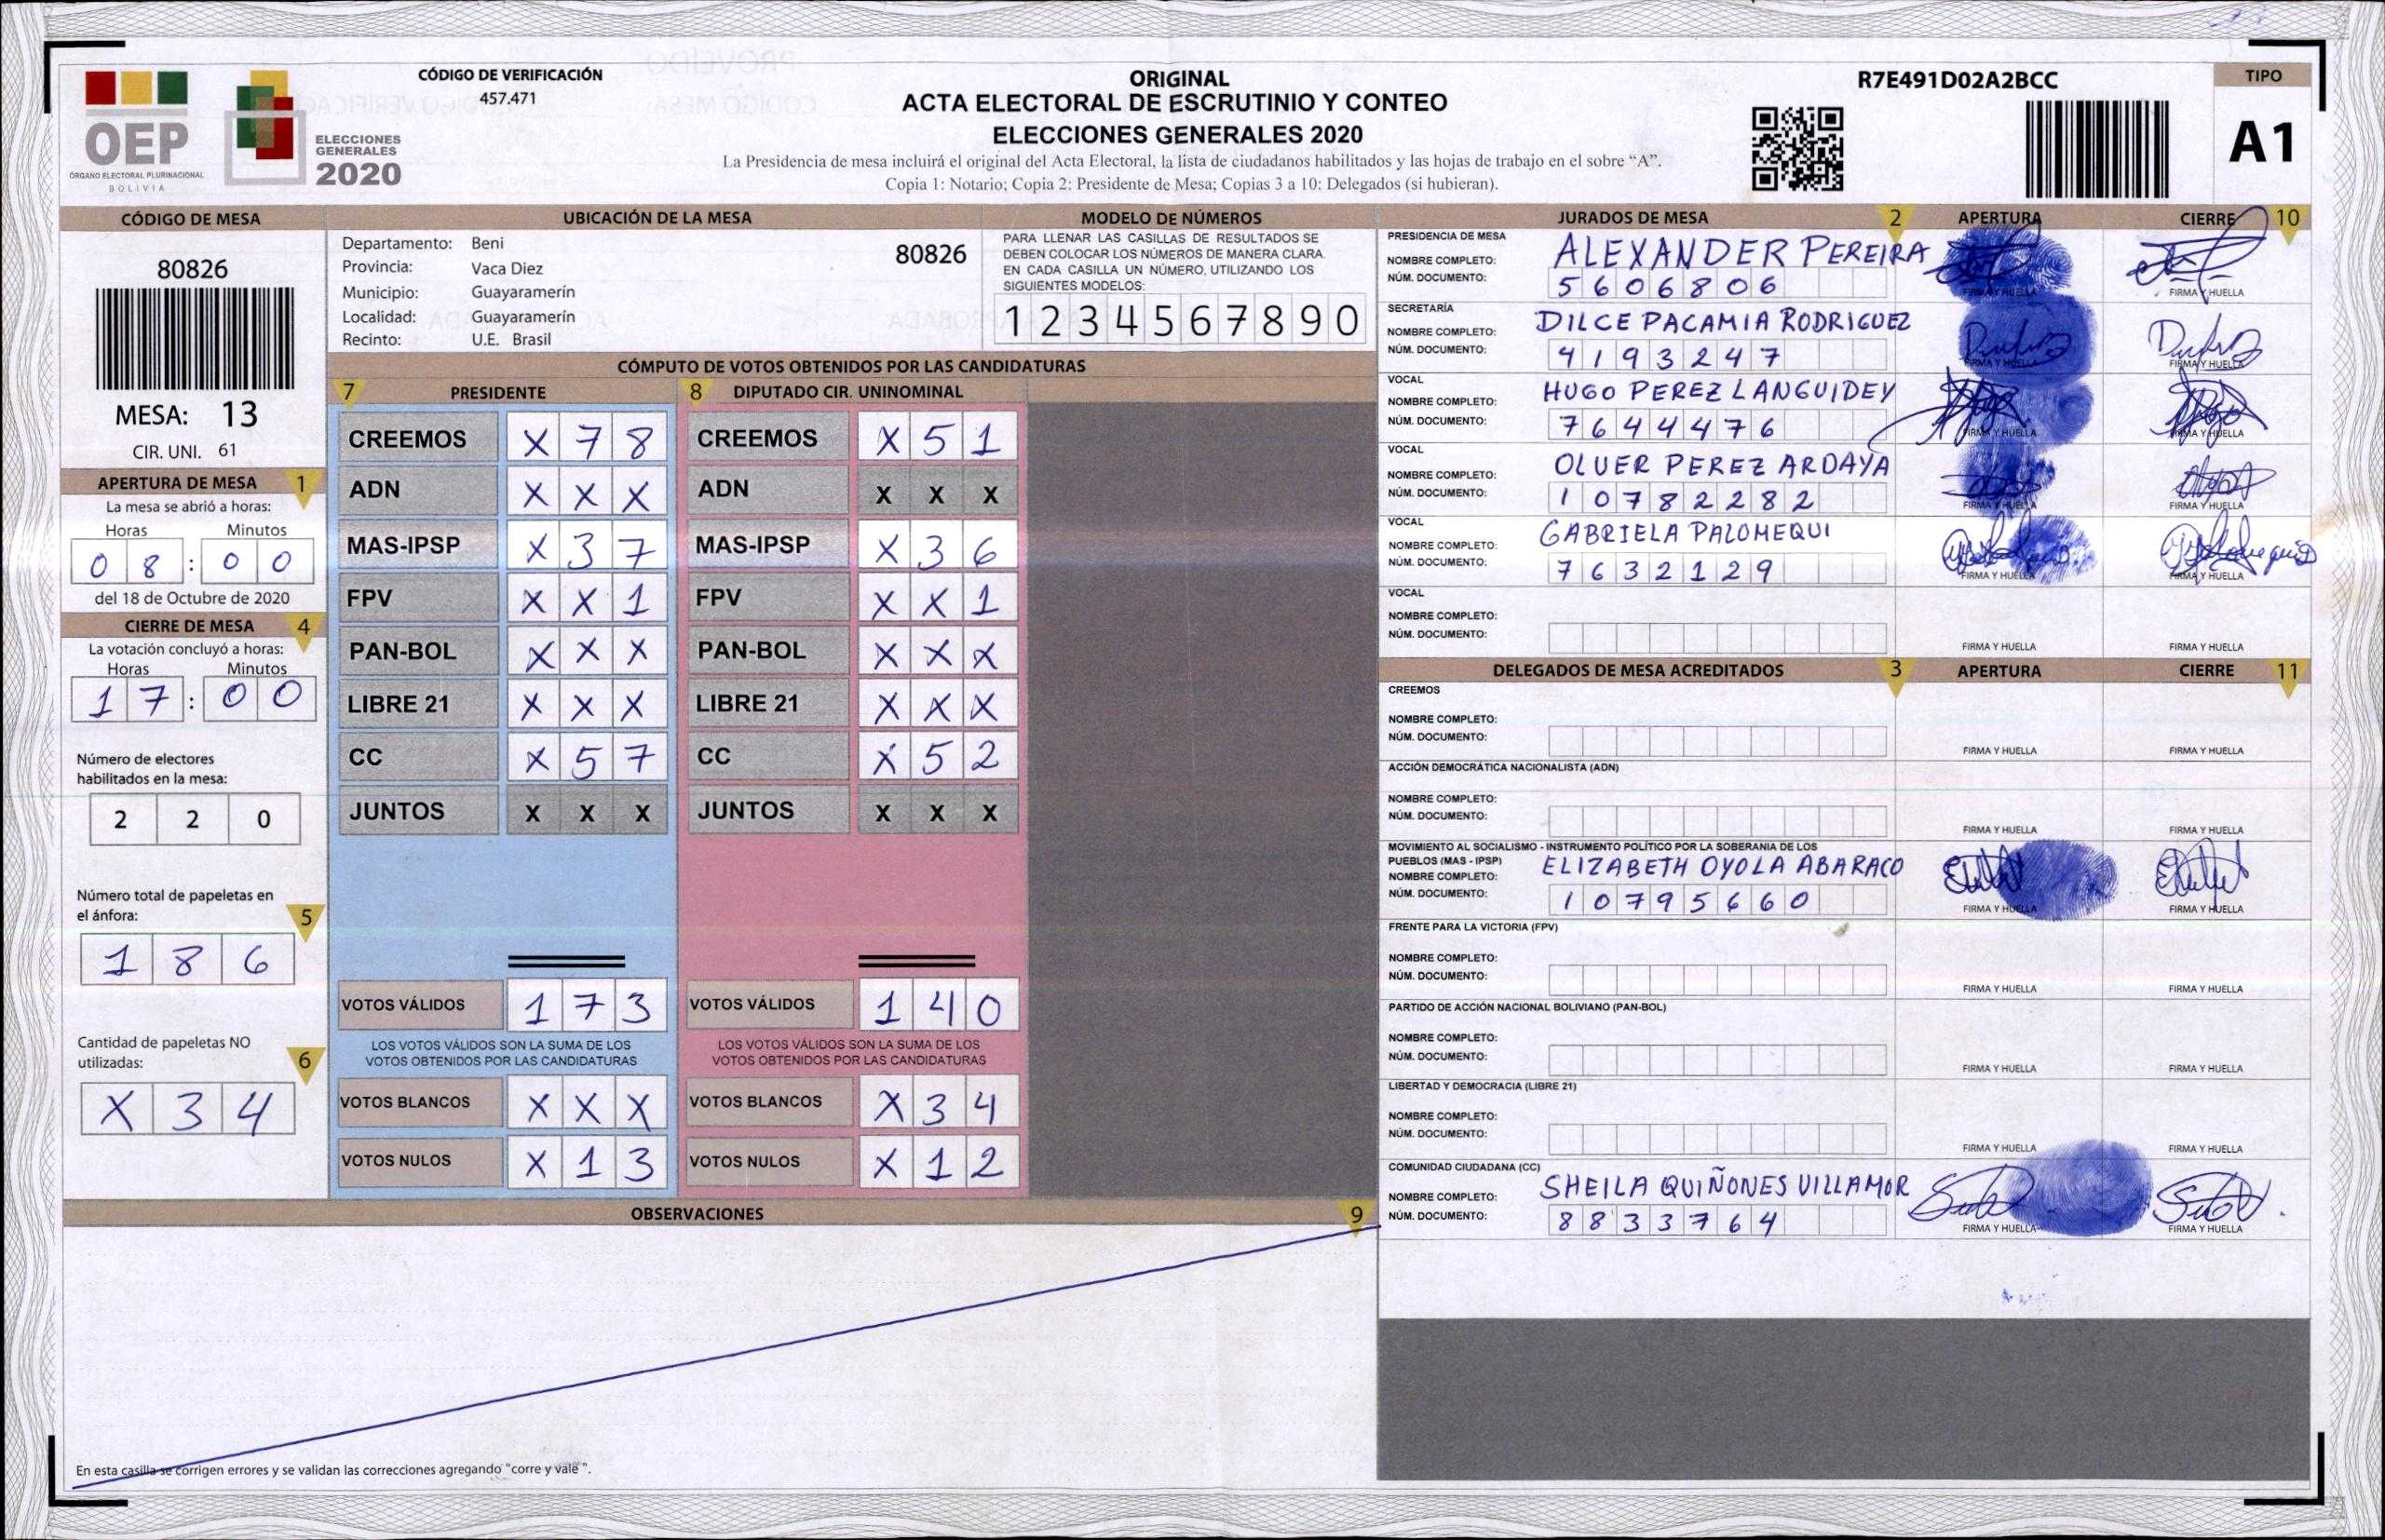 CÓDIGO DE VERIFICACIÓN
457.471
OEP
ÓRGANO ELECTORAL PLURINACIONAL
BOLIVIA
ELECCIONES
GENERALES
2020
ORIGINAL
ACTA ELECTORAL DE ESCRUTINIO Y CONTEO
ELECCIONES GENERALES 2020
La Presidencia de mesa incluirá el original del Acta Electoral, la lista de ciudadanos habilitados y las hojas de trabajo en el sobre “A”.
Copia 1: Notario; Copia 2: Presidente de Mesa; Copias 3 a 10: Delegados (si hubieran).
R7E491D02A2BCC
TIPO
A1
CÓDIGO DE MESA
80826
MESA: 13
CIR. UNI. 61
APERTURA DE MESA 1
La mesa se abrió a horas:
Horas Minutos
0 8 : 0 0
del 18 de Octubre de 2020
CIERRE DE MESA 4
La votación concluyó a horas:
Horas Minutos
1 7 : 0 0
Número de electores
habilitados en la mesa:
2 2 0
Número total de papeletas en
el ánfora: 5
1 8 6
Cantidad de papeletas NO
utilizadas: 6
X 3 4
UBICACIÓN DE LA MESA
Departamento: Beni 80826
Provincia: Vaca Diez
Municipio: Guayaramerín
Localidad: Guayaramerín
Recinto: U.E. Brasil
MODELO DE NÚMEROS
PARA LLENAR LAS CASILLAS DE RESULTADOS SE
DEBEN COLOCAR LOS NÚMEROS DE MANERA CLARA.
EN CADA CASILLA UN NÚMERO, UTILIZANDO LOS
SIGUIENTES MODELOS:
1 2 3 4 5 6 7 8 9 0
CÓMPUTO DE VOTOS OBTENIDOS POR LAS CANDIDATURAS
7 PRESIDENTE 8 DIPUTADO CIR. UNINOMINAL
CREEMOS X 7 8 CREEMOS X 5 1
ADN X X X ADN X X X
MAS-IPSP X 3 7 MAS-IPSP X 3 6
FPV X X 1 FPV X X 1
PAN-BOL X X X PAN-BOL X X X
LIBRE 21 X X X LIBRE 21 X X X
CC X 5 7 CC X 5 2
JUNTOS X X X JUNTOS X X X
VOTOS VÁLIDOS 1 7 3 VOTOS VÁLIDOS 1 4 0
LOS VOTOS VÁLIDOS SON LA SUMA DE LOS LOS VOTOS VÁLIDOS SON LA SUMA DE LOS
VOTOS OBTENIDOS POR LAS CANDIDATURAS VOTOS OBTENIDOS POR LAS CANDIDATURAS
VOTOS BLANCOS X X X VOTOS BLANCOS X 3 4
VOTOS NULOS X 1 3 VOTOS NULOS X 1 2
OBSERVACIONES 9
En esta casilla se corrigen errores y se validan las correcciones agregando "corre y vale".
JURADOS DE MESA 2 APERTURA CIERRE 10
PRESIDENCIA DE MESA
NOMBRE COMPLETO: ALEXANDER PEREIRA
NÚM. DOCUMENTO: 5606806
FIRMA Y HUELLA FIRMA Y HUELLA
SECRETARÍA
NOMBRE COMPLETO: DILCE PACAMIA RODRIGUEZ
NÚM. DOCUMENTO: 4193247
FIRMA Y HUELLA FIRMA Y HUELLA
VOCAL
NOMBRE COMPLETO: HUGO PEREZ LANGUIDEY
NÚM. DOCUMENTO: 7644476
FIRMA Y HUELLA FIRMA Y HUELLA
VOCAL
NOMBRE COMPLETO: OLVER PEREZ ARDAYA
NÚM. DOCUMENTO: 10782282
FIRMA Y HUELLA FIRMA Y HUELLA
VOCAL
NOMBRE COMPLETO: GABRIELA PALOMEQUI
NÚM. DOCUMENTO: 7632129
FIRMA Y HUELLA FIRMA Y HUELLA
VOCAL
NOMBRE COMPLETO:
NÚM. DOCUMENTO:
FIRMA Y HUELLA FIRMA Y HUELLA
DELEGADOS DE MESA ACREDITADOS 3 APERTURA CIERRE 11
CREEMOS
NOMBRE COMPLETO:
NÚM. DOCUMENTO:
FIRMA Y HUELLA FIRMA Y HUELLA
ACCIÓN DEMOCRÁTICA NACIONALISTA (ADN)
NOMBRE COMPLETO:
NÚM. DOCUMENTO:
FIRMA Y HUELLA FIRMA Y HUELLA
MOVIMIENTO AL SOCIALISMO - INSTRUMENTO POLÍTICO POR LA SOBERANIA DE LOS
PUEBLOS (MAS - IPSP)
NOMBRE COMPLETO: ELIZABETH OYOLA ABARACO
NÚM. DOCUMENTO: 10795660
FIRMA Y HUELLA FIRMA Y HUELLA
FRENTE PARA LA VICTORIA (FPV)
NOMBRE COMPLETO:
NÚM. DOCUMENTO:
FIRMA Y HUELLA FIRMA Y HUELLA
PARTIDO DE ACCIÓN NACIONAL BOLIVIANO (PAN-BOL)
NOMBRE COMPLETO:
NÚM. DOCUMENTO:
FIRMA Y HUELLA FIRMA Y HUELLA
LIBERTAD Y DEMOCRACIA (LIBRE 21)
NOMBRE COMPLETO:
NÚM. DOCUMENTO:
FIRMA Y HUELLA FIRMA Y HUELLA
COMUNIDAD CIUDADANA (CC)
NOMBRE COMPLETO: SHEILA QUIÑONES VILLAMOR
NÚM. DOCUMENTO: 8833764
FIRMA Y HUELLA FIRMA Y HUELLA